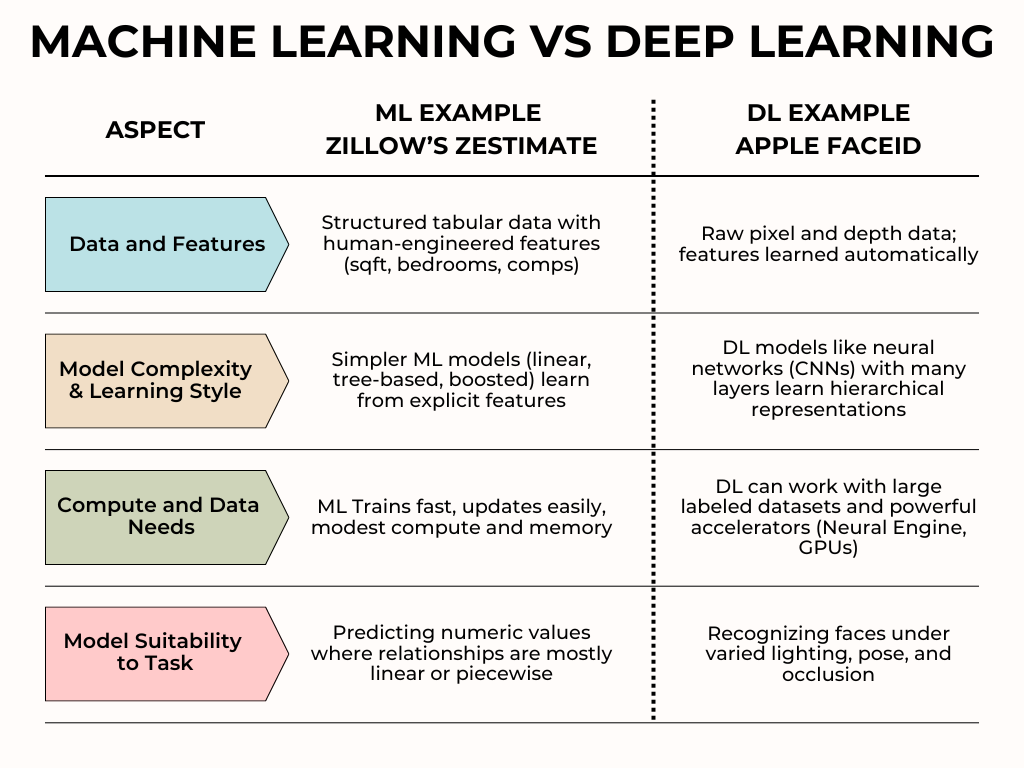 MACHINE LEARNING VS DEEP LEARNING
ASPECT
ML EXAMPLE
ZILLOW’S ZESTIMATE
DL EXAMPLE
APPLE FACEID
Data and Features
Structured tabular data with
human-engineered features
(sqft, bedrooms, comps)
Raw pixel and depth data;
features learned automatically
Model Complexity
& Learning Style
Simpler ML models (linear,
tree-based, boosted) learn
from explicit features
DL models like neural
networks (CNNs) with many
layers learn hierarchical
representations
Compute and Data
Needs
ML Trains fast, updates easily,
modest compute and memory
DL can work with large
labeled datasets and powerful
accelerators (Neural Engine,
GPUs)
Model Suitability
to Task
Predicting numeric values
where relationships are mostly
linear or piecewise
Recognizing faces under
varied lighting, pose, and
occlusion